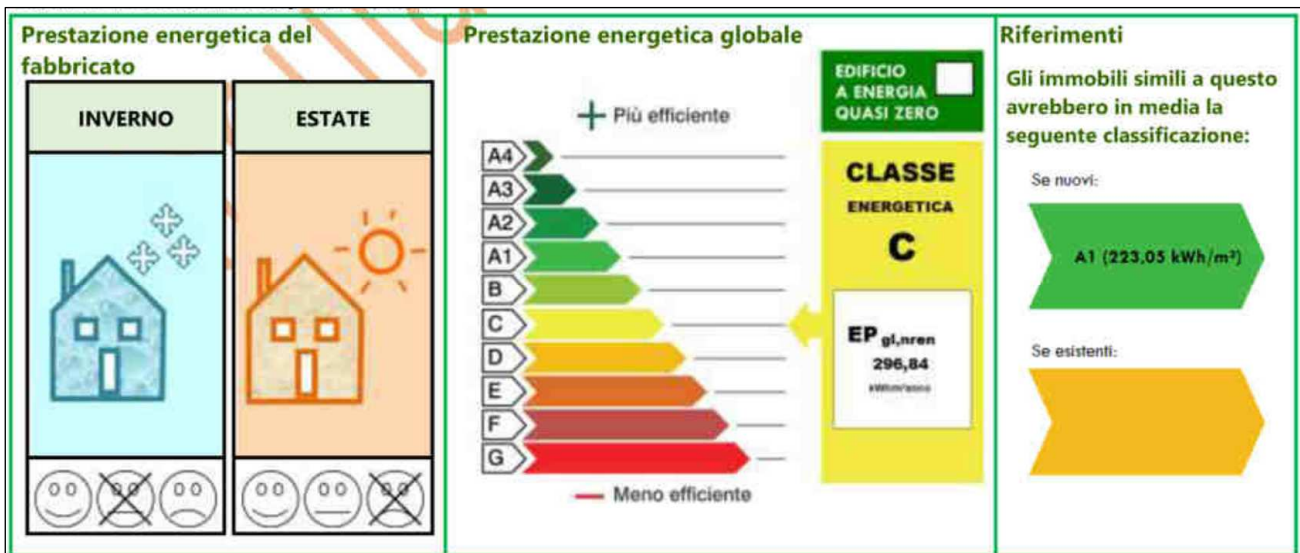 Prestazione energetica del
fabbricato
INVERNO
ESTATE
Prestazione energetica globale
Più efficiente
A4
A3
A2
A1
B
C
D
E
F
G
Meno efficiente
EDIFICIO
A ENERGIA
QUASI ZERO
CLASSE
ENERGETICA
C
EP gl,nren
296,84
Riferimenti
Gli immobili simili a questo
avrebbero in media la
seguente classificazione:
Se nuovi:
A1 (223,05 kWh/m²)
Se esistenti: